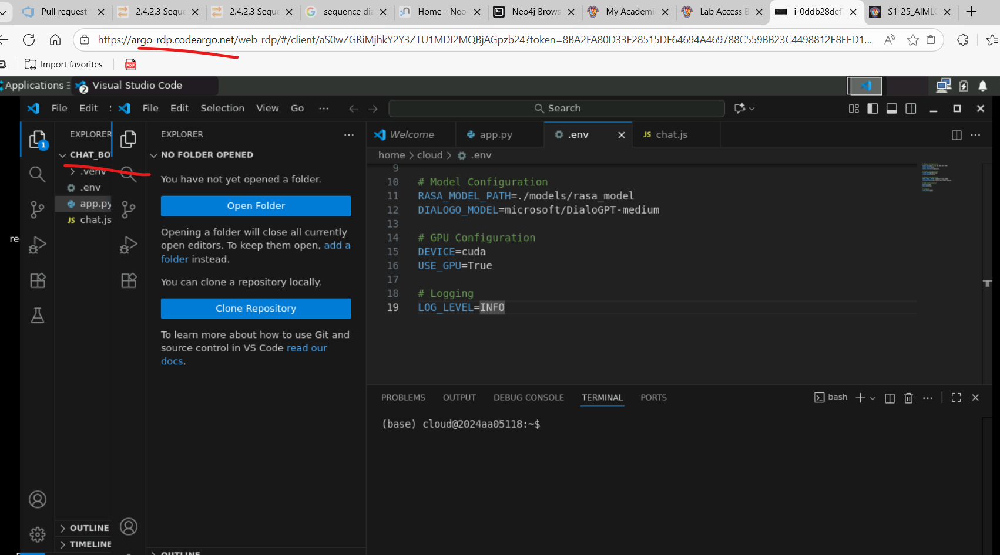 Pull request
2.4.2.3 Seque
2.4.2.3 Seque
sequence dia
Home - Neo
Neo4j Brows
My Academi
Lab Access B
i-0ddb28dcf
S1-25_AIMLC
https://argo-rdp.codeargo.net/web-rdp/#/client/aS0wZGRiMjhkY2Y3ZTU1MDI2MQBjAGpzb24?token=8BA2FA80D33E28515DF64694A469788C559BB23C4498812E8EED1...
Import favorites
PDF
Applications
2
Visual Studio Code
File Edit
File Edit Selection View Go ...
Search
1
EXPLORER
CHAT_BO
.venv
.env
app.py
JS chat.js
re
OUTLINE
TIMELINE
EXPLORER
NO FOLDER OPENED
You have not yet opened a folder.
Open Folder
Opening a folder will close all currently
open editors. To keep them open, add a
folder instead.
You can clone a repository locally.
Clone Repository
To learn more about how to use Git and
source control in VS Code read our
docs.
OUTLINE
Welcome
app.py
.env
JS chat.js
home > cloud > .env
9
10 # Model Configuration
11 RASA_MODEL_PATH=./models/rasa_model
12 DIALOGO_MODEL=microsoft/DialoGPT-medium
13
14 # GPU Configuration
15 DEVICE=cuda
16 USE_GPU=True
17
18 # Logging
19 LOG_LEVEL=INFO
PROBLEMS OUTPUT DEBUG CONSOLE TERMINAL PORTS
bash
(base) cloud@2024aa05118:~$